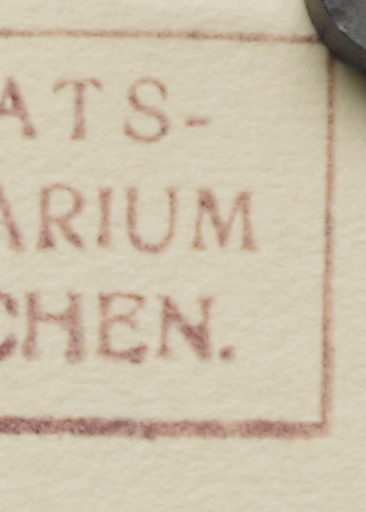 ATS-
ARIUM
CHEN.